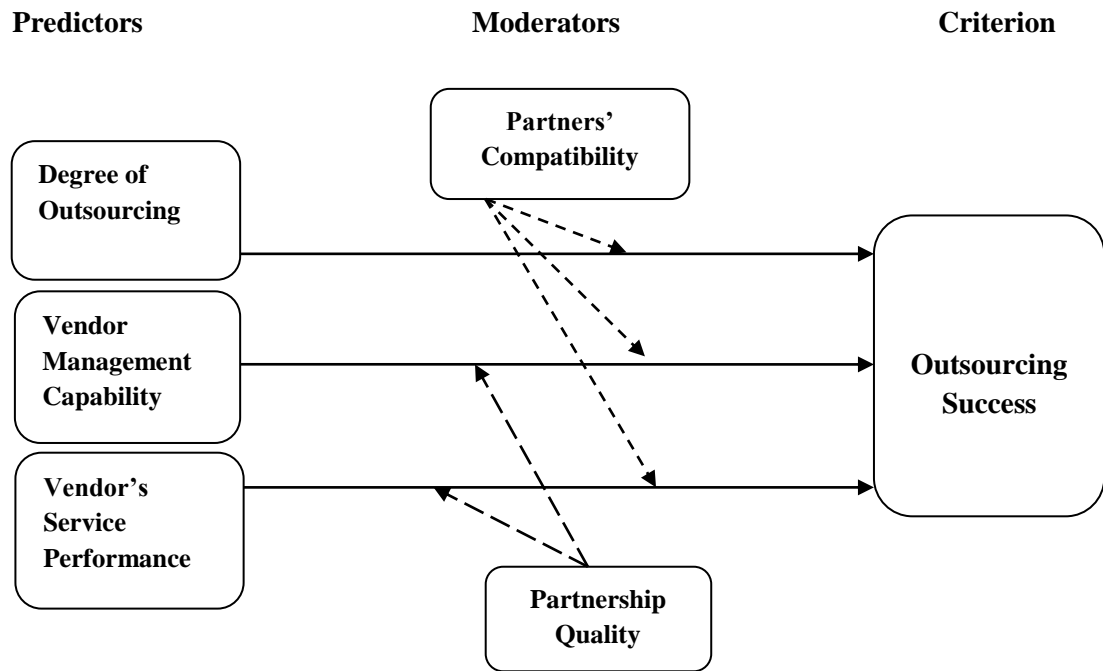 Predictors
Moderators
Criterion
Partners’
Compatibility
Degree of
Outsourcing
Vendor
Management
Capability
Outsourcing
Success
Vendor’s
Service
Performance
Partnership
Quality